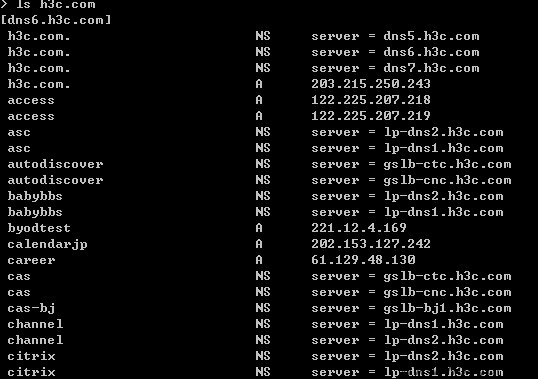 > ls h3c.com
[dns6.h3c.com]
h3c.com. NS server = dns5.h3c.com
h3c.com. NS server = dns6.h3c.com
h3c.com. NS server = dns7.h3c.com
h3c.com. A 203.215.250.243
access A 122.225.207.218
access A 122.225.207.219
asc NS server = lp-dns2.h3c.com
asc NS server = lp-dns1.h3c.com
autodiscover NS server = gslb-ctc.h3c.com
autodiscover NS server = gslb-cnc.h3c.com
babybbs NS server = lp-dns2.h3c.com
babybbs NS server = lp-dns1.h3c.com
byodtest A 221.12.4.169
calendarjp A 202.153.127.242
career A 61.129.48.130
cas NS server = gslb-ctc.h3c.com
cas NS server = gslb-cnc.h3c.com
cas-bj NS server = gslb-bj1.h3c.com
channel NS server = lp-dns1.h3c.com
channel NS server = lp-dns2.h3c.com
citrix NS server = lp-dns2.h3c.com
citrix NS server = lp-dns1.h3c.com